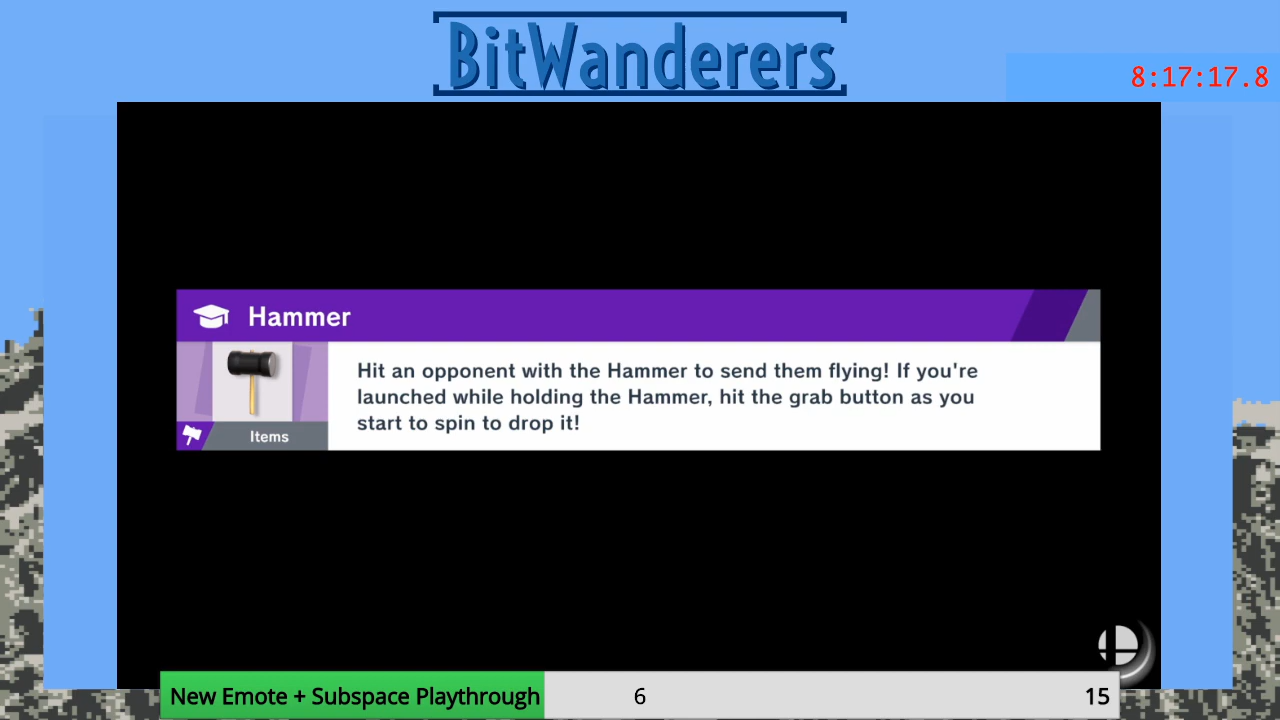 BitWanderers
8:17:17.8
Hammer
Hit an opponent with the Hammer to send them flying! If you're
launched while holding the Hammer, hit the grab button as you
start to spin to drop it!
Items
New Emote + Subspace Playthrough 6 15